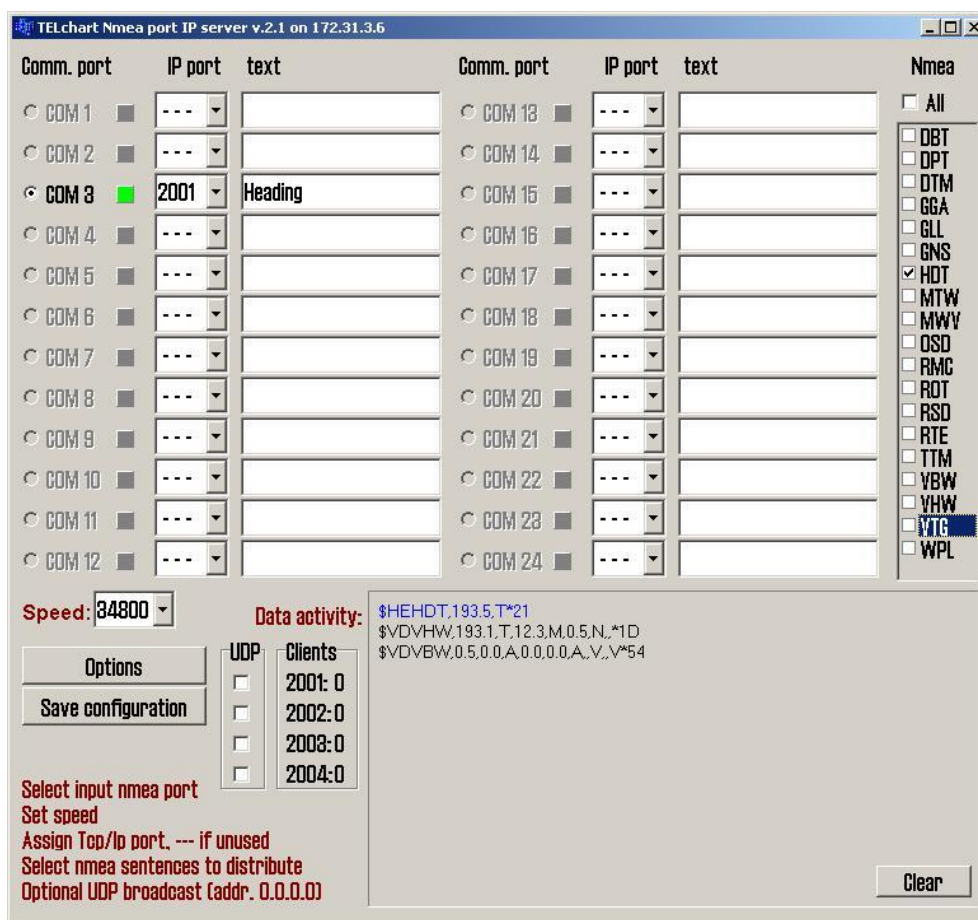 TELchart Nmea port IP server v.2.1 on 172.31.3.6
Comm. port IP port text Comm. port IP port text Nmea
COM 1 --- COM 13 --- All
COM 2 --- COM 14 --- DBT
DPT
COM 3 2001 Heading COM 15 --- DTM
GGA
COM 4 --- COM 16 --- GLL
GNS
COM 5 --- COM 17 --- HDT
MTW
COM 6 --- COM 18 --- MWV
OSD
COM 7 --- COM 19 --- RMC
ROT
COM 8 --- COM 20 --- RSD
COM 9 --- COM 21 --- RTE
TTM
COM 10 --- COM 22 --- VBW
VHW
COM 11 --- COM 23 --- VTG
COM 12 --- COM 24 --- WPL
Speed: 34800
Options
Save configuration
UDP Clients
2001: 0
2002:0
2003:0
2004:0
Select input nmea port
Set speed
Assign Tcp/Ip port, --- if unused
Select nmea sentences to distribute
Optional UDP broadcast (addr. 0.0.0.0)
Data activity:
$HEHDT,193.5,T*21
$VDVHW,193.1,T,12.3,M,0.5,N,,*1D
$VDVBW,0.5,0.0,A,0.0,0.0,A,,V,,V*54
Clear